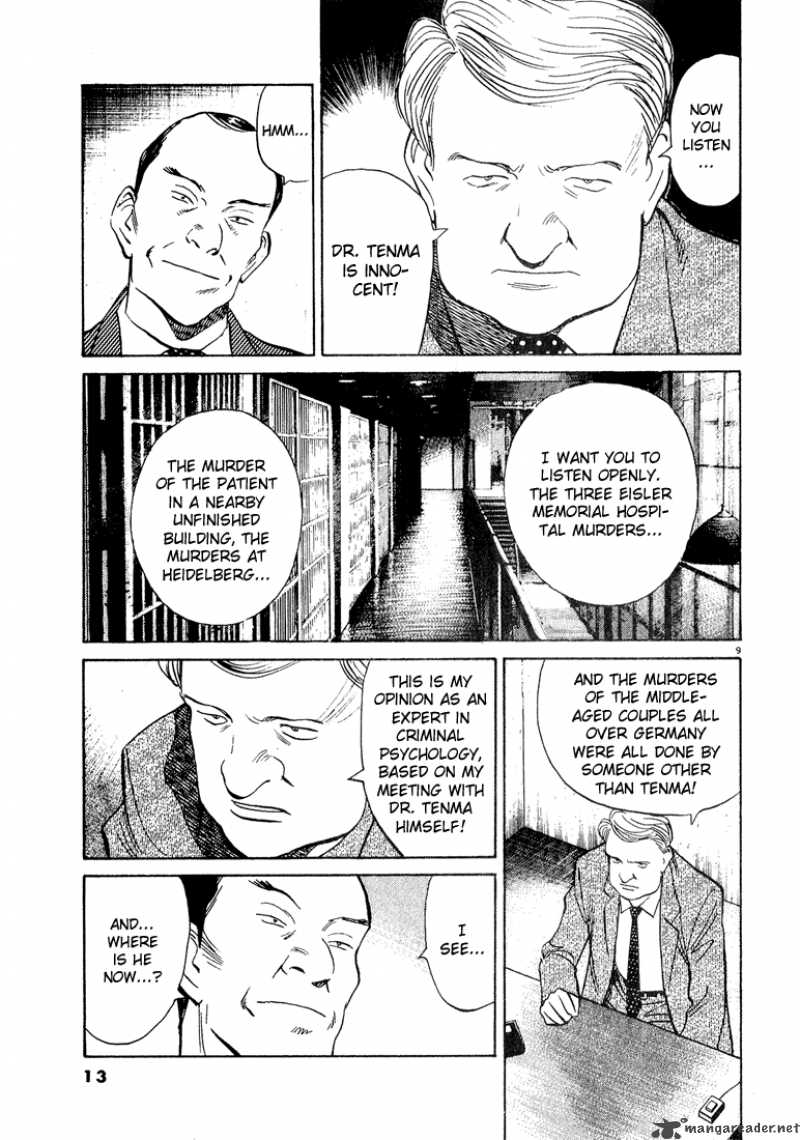 NOW
YOU
LISTEN
...
DR. TENMA
IS INNO-
CENT!
HMM...
I WANT YOU TO
LISTEN OPENLY.
THE THREE EISLER
MEMORIAL HOSPI-
TAL MURDERS...
THE MURDER
OF THE PATIENT
IN A NEARBY
UNFINISHED
BUILDING, THE
MURDERS AT
HEIDELBERG...
9
AND THE MURDERS
OF THE MIDDLE-
AGED COUPLES ALL
OVER GERMANY
WERE ALL DONE BY
SOMEONE OTHER
THAN TENMA!
THIS IS MY
OPINION AS AN
EXPERT IN
CRIMINAL
PSYCHOLOGY,
BASED ON MY
MEETING WITH
DR. TENMA
HIMSELF!
I
SEE...
AND...
WHERE
IS HE
NOW...?
13
mangareader.net